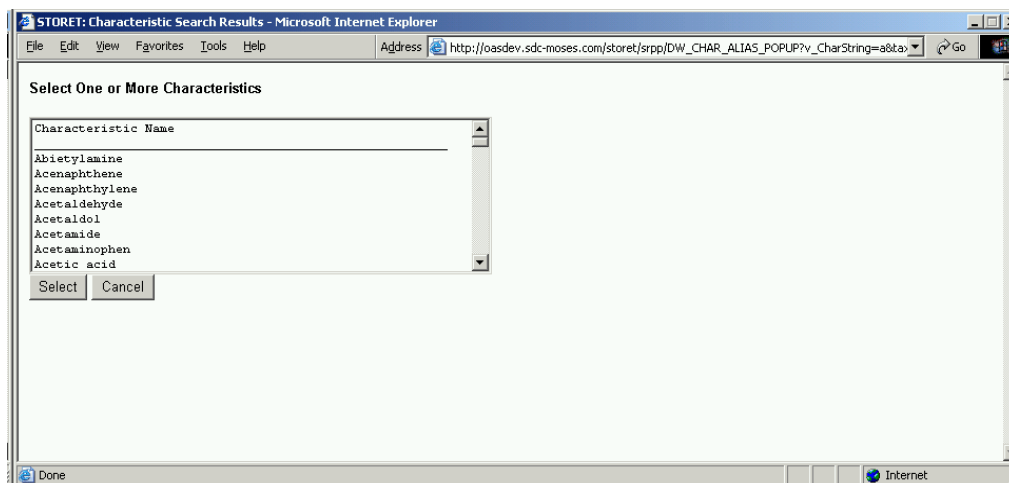 STORET: Characteristic Search Results - Microsoft Internet Explorer
File Edit View Favorites Tools Help Address http://oasdev.sdc-moses.com/storet/srpp/DW_CHAR_ALIAS_POPUP?v_CharString=a&ta Go
Select One or More Characteristics
Characteristic Name
Abietylamine
Acenaphthene
Acenaphthylene
Acetaldehyde
Acetaldol
Acetamide
Acetaminophen
Acetic acid
Select Cancel
Done Internet